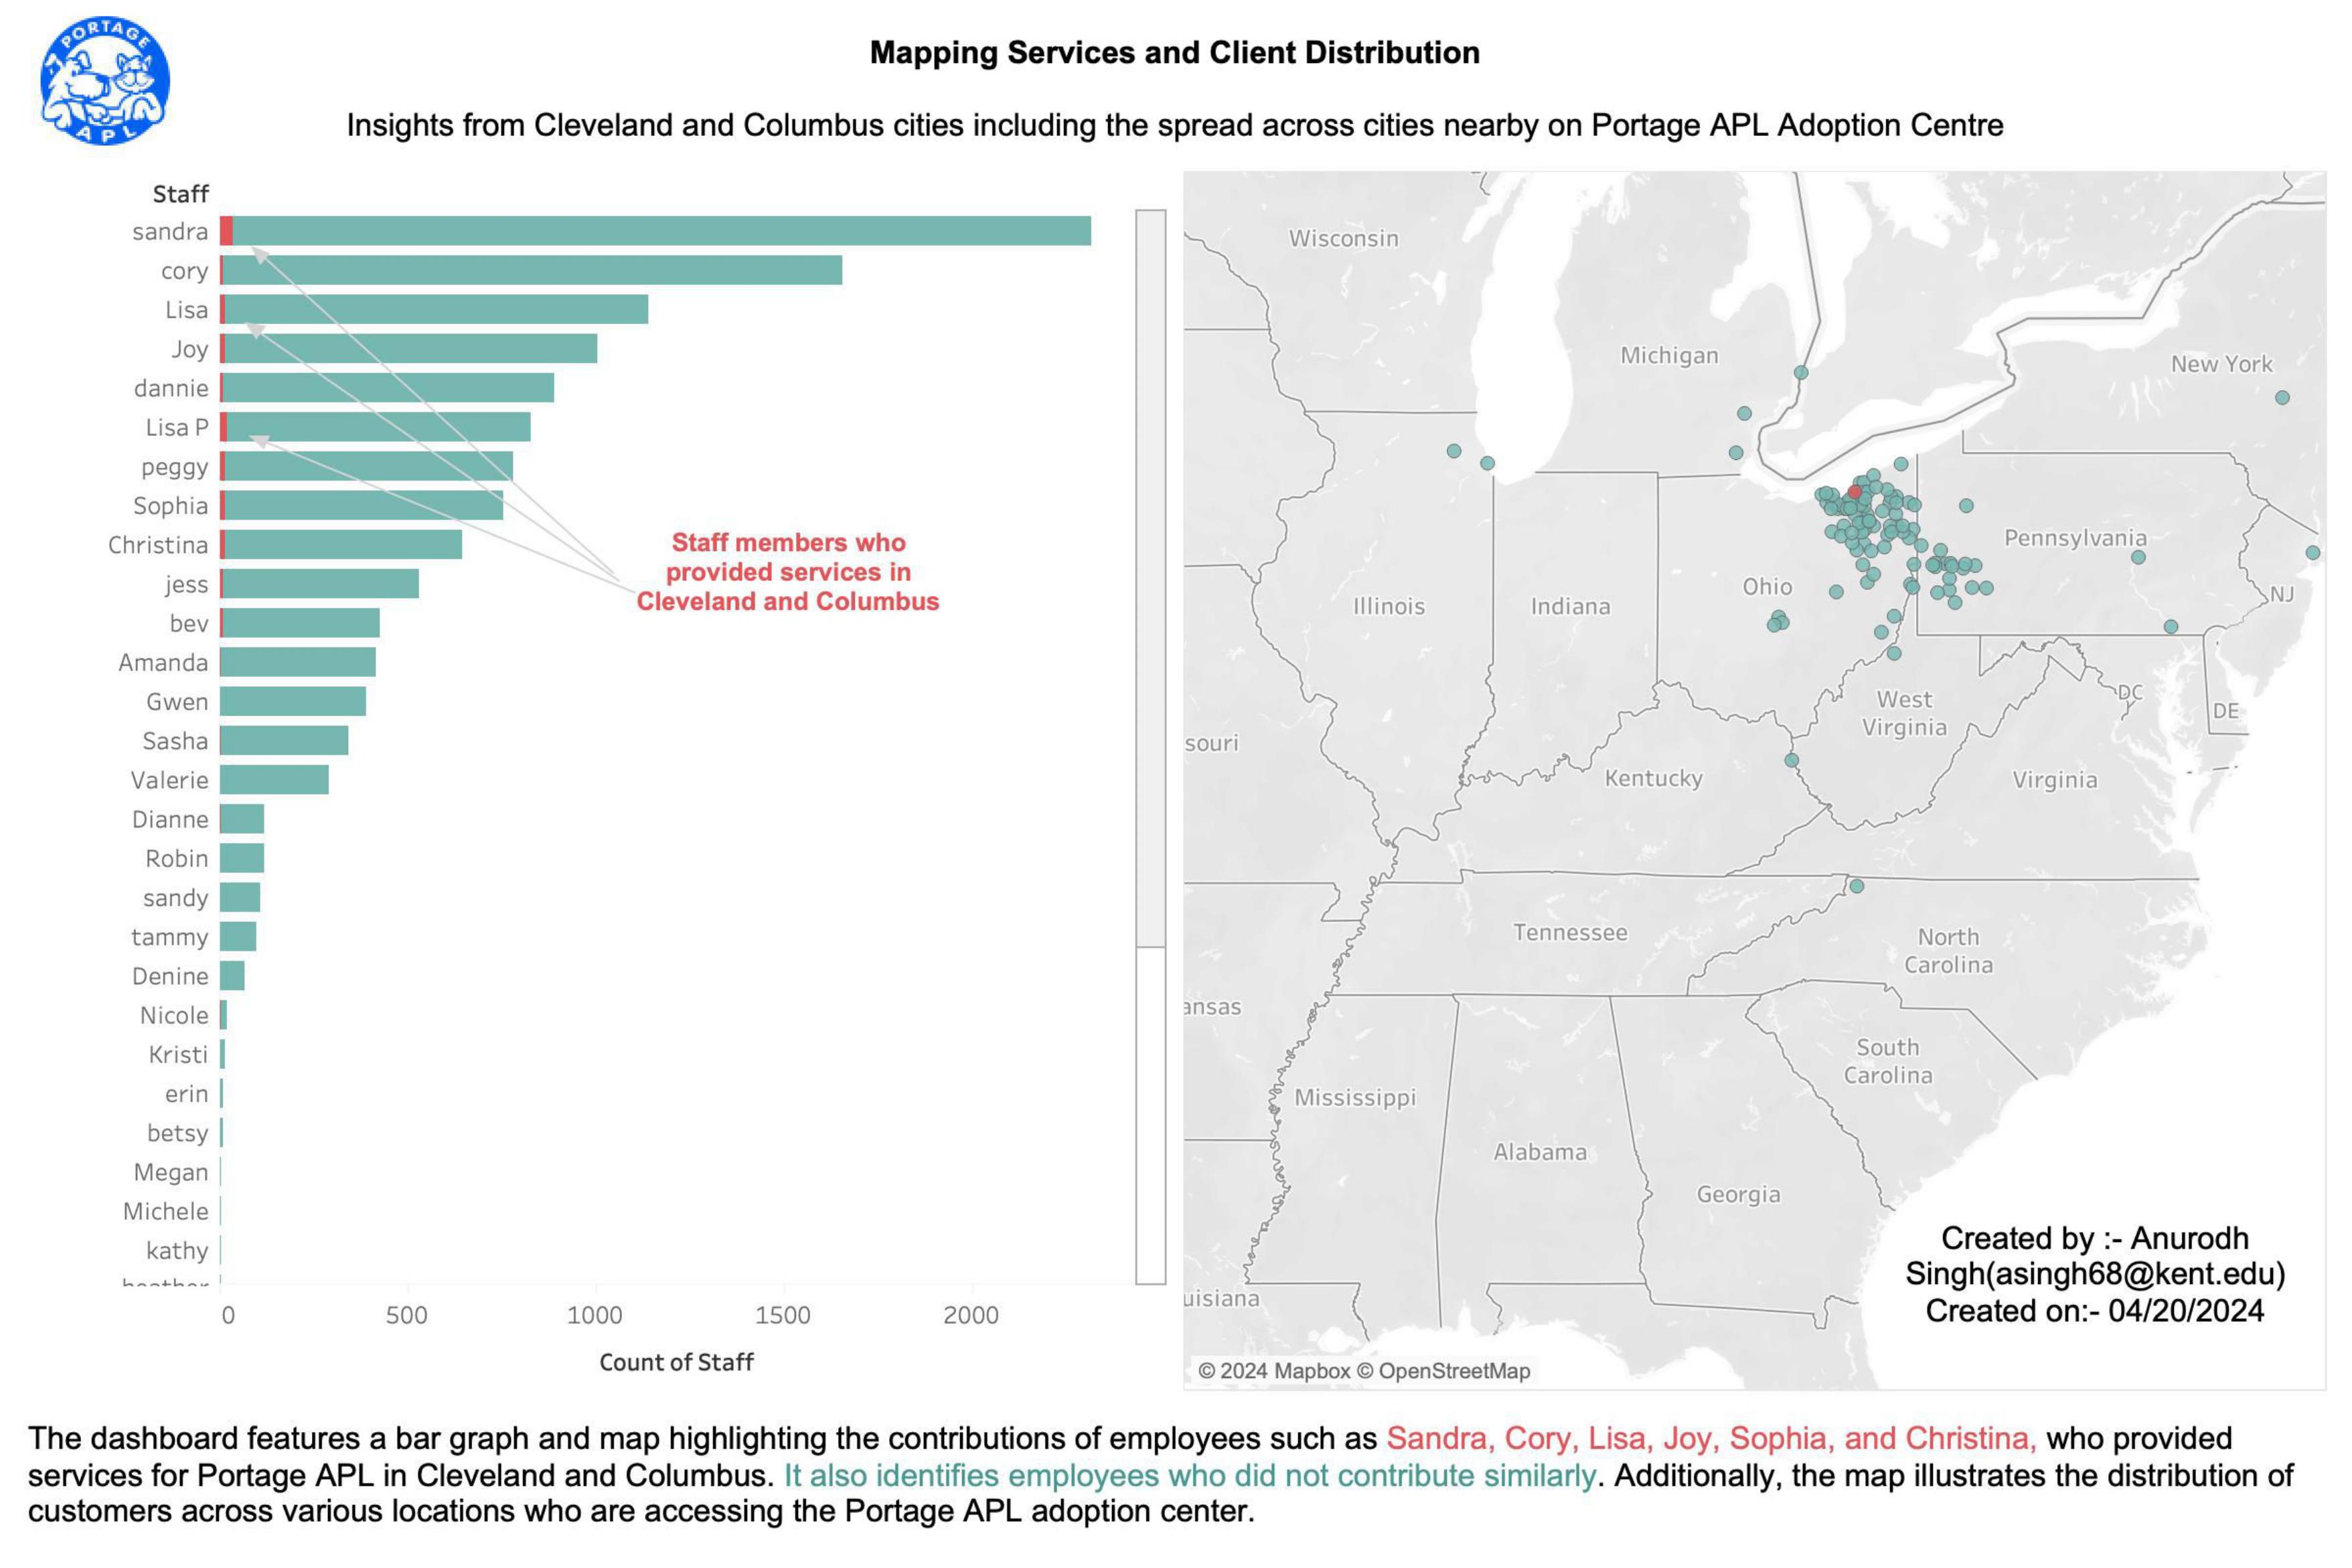 PORTAGE
APL
Mapping Services and Client Distribution
Insights from Cleveland and Columbus cities including the spread across cities nearby on Portage APL Adoption Centre
Staff
sandra
cory
Lisa
Joy
dannie
Lisa P
peggy
Sophia
Christina
jess
bev
Amanda
Gwen
Sasha
Valerie
Dianne
Robin
sandy
tammy
Denine
Nicole
Kristi
erin
betsy
Megan
Michele
kathy
0 500 1000 1500 2000
Count of Staff
Staff members who
provided services in
Cleveland and Columbus
Wisconsin
Michigan
New York
Pennsylvania
Ohio
Illinois
Indiana
NJ
West
Virginia
DC
DE
souri
Kentucky
Virginia
Tennessee
North
Carolina
ansas
South
Carolina
Mississippi
Alabama
Georgia
uisiana
Created by :- Anurodh
Singh(asingh68@kent.edu)
Created on:- 04/20/2024
© 2024 Mapbox © OpenStreetMap
The dashboard features a bar graph and map highlighting the contributions of employees such as Sandra, Cory, Lisa, Joy, Sophia, and Christina, who provided
services for Portage APL in Cleveland and Columbus. It also identifies employees who did not contribute similarly. Additionally, the map illustrates the distribution of
customers across various locations who are accessing the Portage APL adoption center.